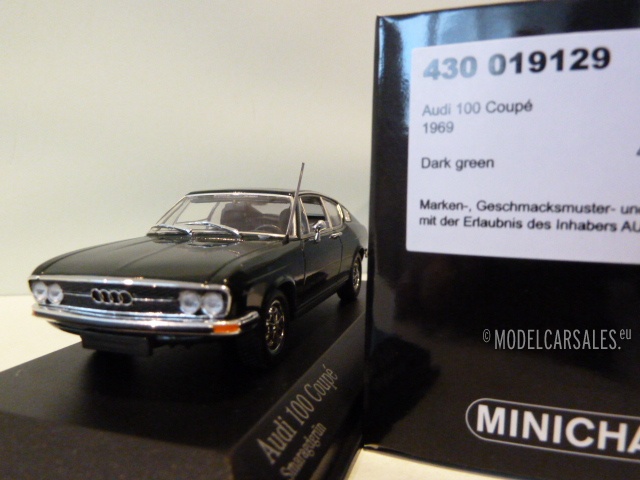 430 019129
Audi 100 Coupé
1969
Dark green
Marken-, Geschmacksmuster- und
mit der Erlaubnis des Inhabers AU
© MODELCARSALES.eu
MINICHA
Audi 100 Coupé
Smaragdgrün